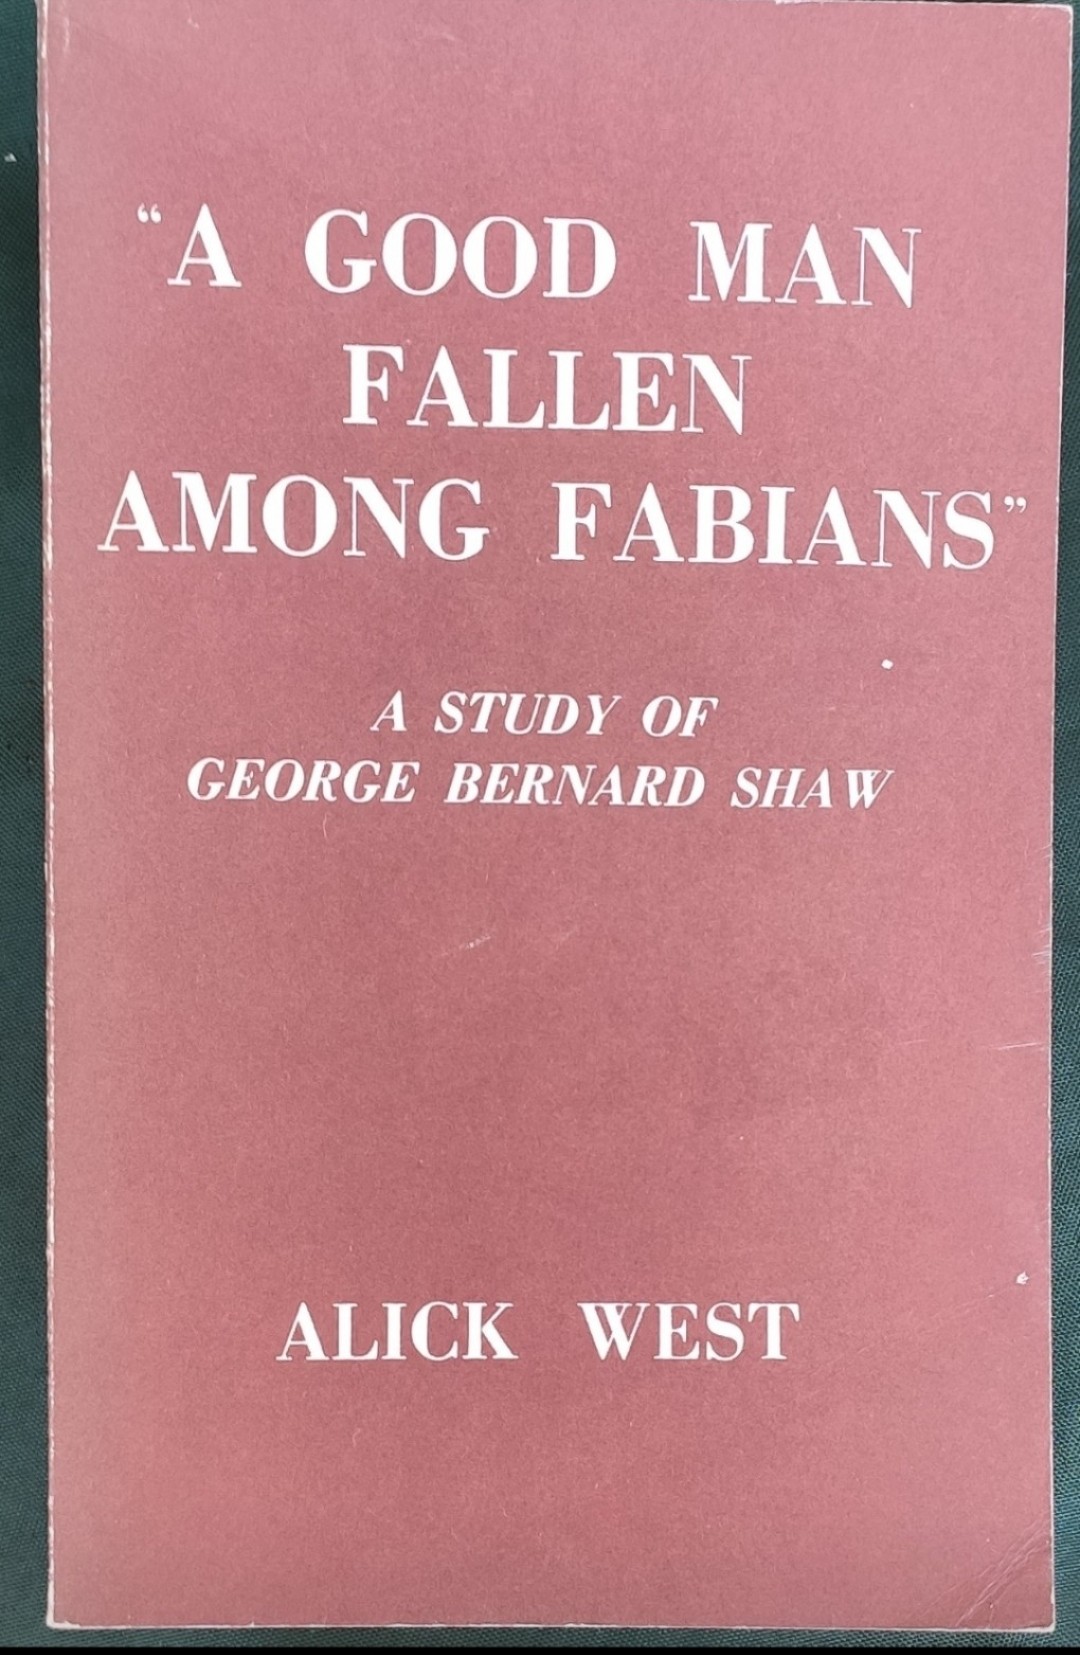 “A GOOD MAN
FALLEN
AMONG FABIANS”
A STUDY OF
GEORGE BERNARD SHAW
ALICK WEST